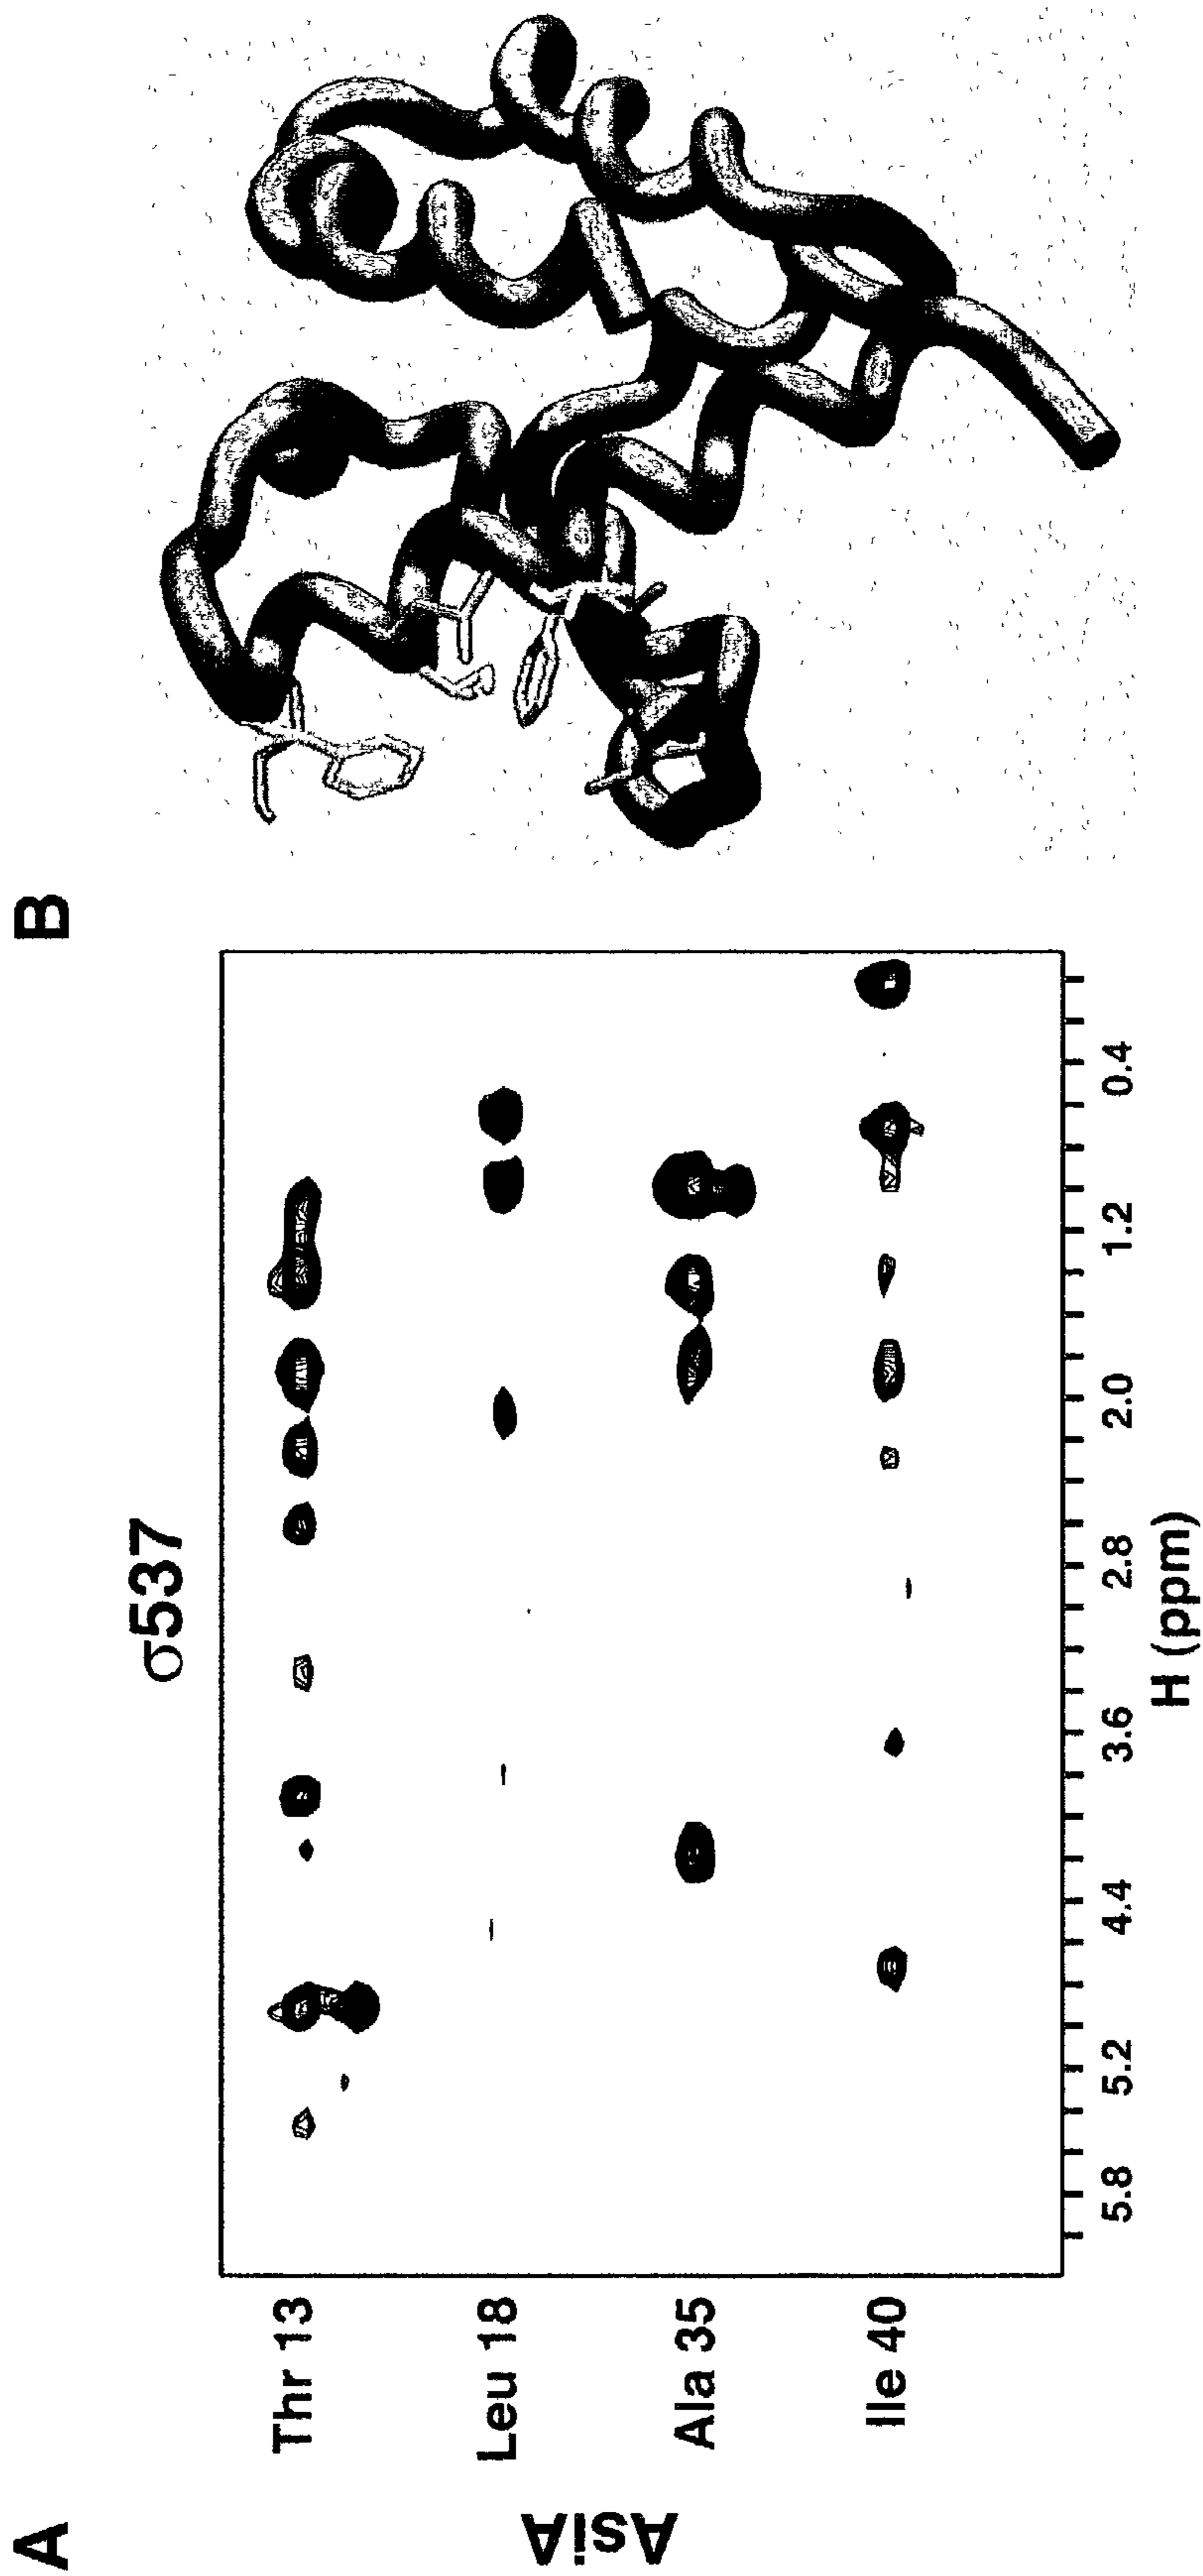 A
B
σ537
Thr 13
Leu 18
Ala 35
Ile 40
AsiA
5.8 5.2 4.4 3.6 2.8 2.0 1.2 0.4
H (ppm)